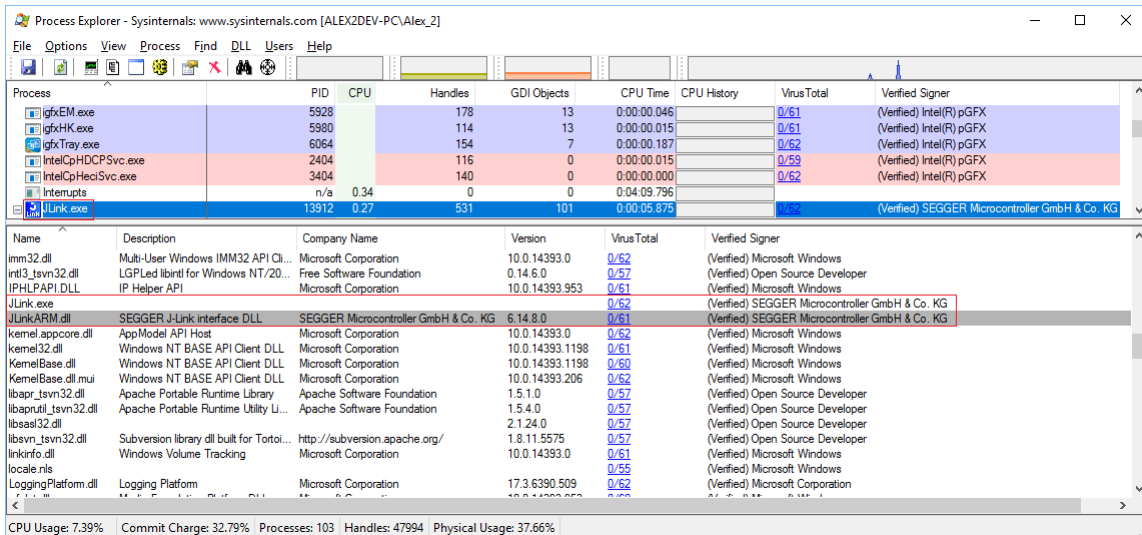 Process Explorer - Sysinternals: www.sysinternals.com [ALEX2DEV-PC\Alex_2]
File Options View Process Find DLL Users Help
Process PID CPU Handles GDI Objects CPU Time CPU History VirusTotal Verified Signer
igfxEM.exe 5928 178 13 0:00:00.046 0/61 (Verified) Intel(R) pGFX
igfxHK.exe 5980 114 13 0:00:00.015 0/61 (Verified) Intel(R) pGFX
igfxTray.exe 6064 154 7 0:00:00.187 0/62 (Verified) Intel(R) pGFX
IntelCpHDCPSvc.exe 2404 116 0 0:00:00.015 0/59 (Verified) Intel(R) pGFX
IntelCpHeciSvc.exe 3404 140 0 0:00:00.000 0/62 (Verified) Intel(R) pGFX
Interrupts n/a 0.34 0 0 0:04:09.796
JLink.exe 13912 0.27 531 101 0:00:05.875 0/62 (Verified) SEGGER Microcontroller GmbH & Co. KG
Name Description Company Name Version VirusTotal Verified Signer
imm32.dll Multi-User Windows IMM32 API Cli... Microsoft Corporation 10.0.14393.0 0/62 (Verified) Microsoft Windows
intl3_tsvn32.dll LGPLed libintl for Windows NT/20... Free Software Foundation 0.14.6.0 0/57 (Verified) Open Source Developer
IPHLPAPI.DLL IP Helper API Microsoft Corporation 10.0.14393.953 0/61 (Verified) Microsoft Windows
JLink.exe 0/62 (Verified) SEGGER Microcontroller GmbH & Co. KG
JLinkARM.dll SEGGER J-Link interface DLL SEGGER Microcontroller GmbH & Co. KG 6.14.8.0 0/61 (Verified) SEGGER Microcontroller GmbH & Co. KG
kernel.appcore.dll AppModel API Host Microsoft Corporation 10.0.14393.0 0/62 (Verified) Microsoft Windows
kernel32.dll Windows NT BASE API Client DLL Microsoft Corporation 10.0.14393.1198 0/61 (Verified) Microsoft Windows
KernelBase.dll Windows NT BASE API Client DLL Microsoft Corporation 10.0.14393.1198 0/60 (Verified) Microsoft Windows
KernelBase.dll.mui Windows NT BASE API Client DLL Microsoft Corporation 10.0.14393.206 0/62 (Verified) Microsoft Windows
libapr_tsvn32.dll Apache Portable Runtime Library Apache Software Foundation 1.5.1.0 0/57 (Verified) Open Source Developer
libaprutil_tsvn32.dll Apache Portable Runtime Utility Li... Apache Software Foundation 1.5.4.0 0/57 (Verified) Open Source Developer
libsasl32.dll 2.1.24.0 0/57 (Verified) Open Source Developer
libsvn_tsvn32.dll Subversion library dll built for Tortoi... http://subversion.apache.org/ 1.8.11.5575 0/57 (Verified) Open Source Developer
linkinfo.dll Windows Volume Tracking Microsoft Corporation 10.0.14393.0 0/61 (Verified) Microsoft Windows
locale.nls 0/55 (Verified) Microsoft Windows
LoggingPlatform.dll Logging Platform Microsoft Corporation 17.3.6390.509 0/62 (Verified) Microsoft Corporation
CPU Usage: 7.39% Commit Charge: 32.79% Processes: 103 Handles: 47994 Physical Usage: 37.66%